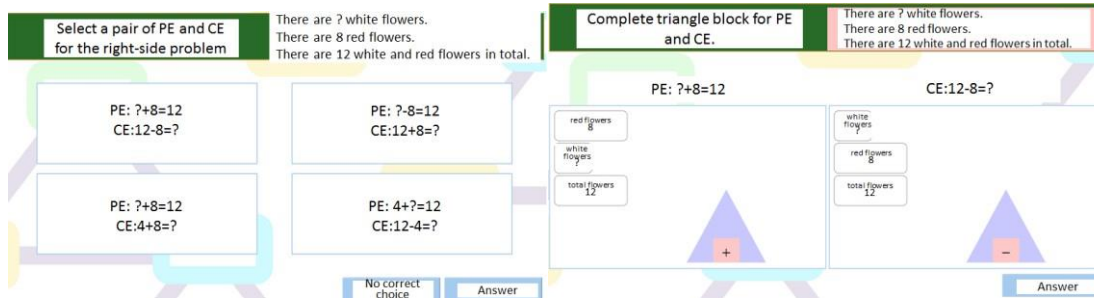 Select a pair of PE and CE
for the right-side problem
There are ? white flowers.
There are 8 red flowers.
There are 12 white and red flowers in total.
PE: ?+8=12
CE:12-8=?
PE: ?-8=12
CE:12+8=?
PE: ?+8=12
CE:4+8=?
PE: 4+?=12
CE:12-4=?
No correct
choice
Answer
Complete triangle block for PE
and CE.
There are ? white flowers.
There are 8 red flowers.
There are 12 white and red flowers in total.
PE: ?+8=12
red flowers
8
white
flowers
?
total flowers
12
+
CE:12-8=?
white
flowers
?
red flowers
8
total flowers
12
−
Answer